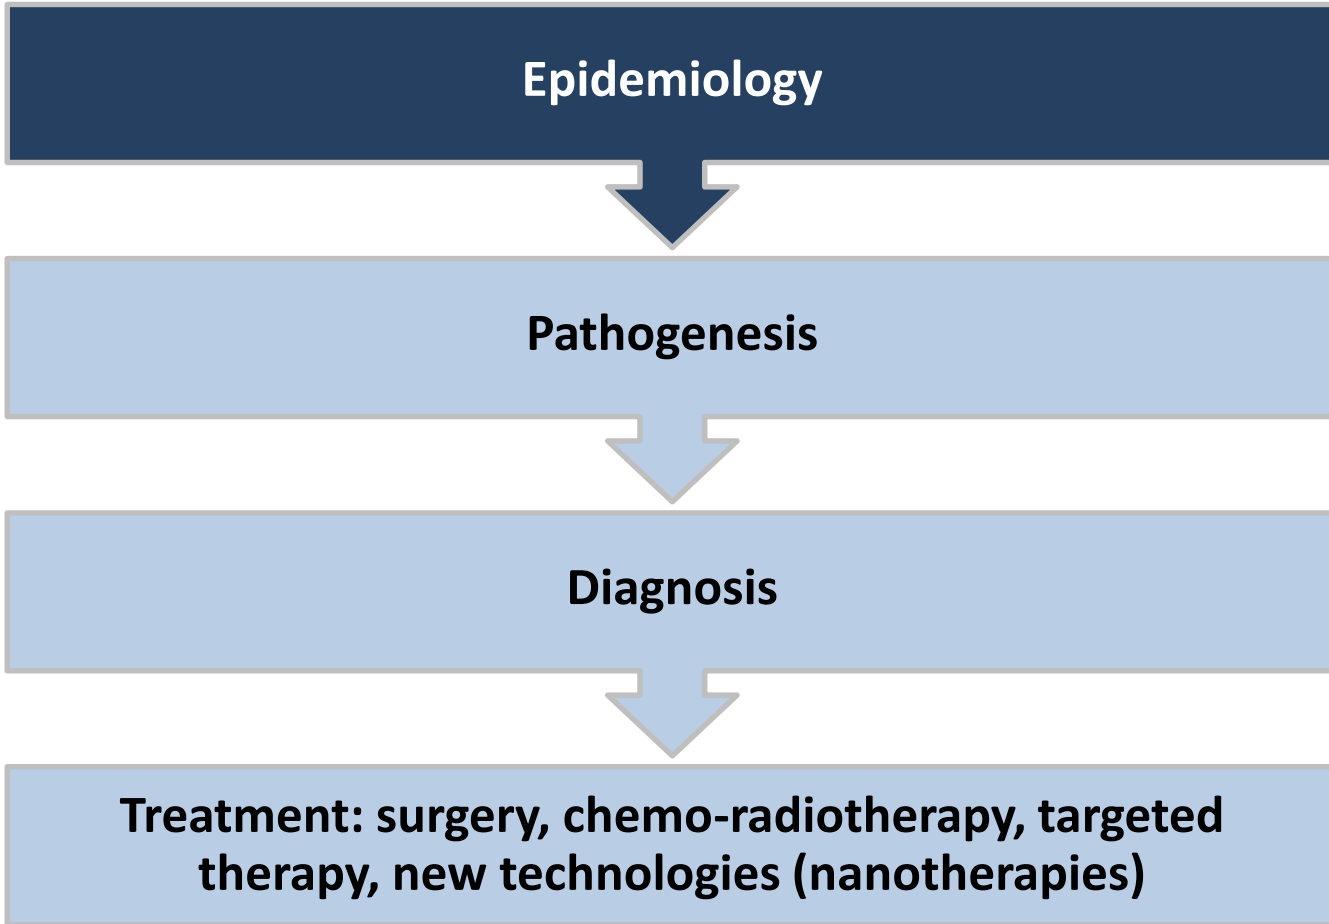 Epidemiology
Pathogenesis
Diagnosis
Treatment: surgery, chemo-radiotherapy, targeted
therapy, new technologies (nanotherapies)